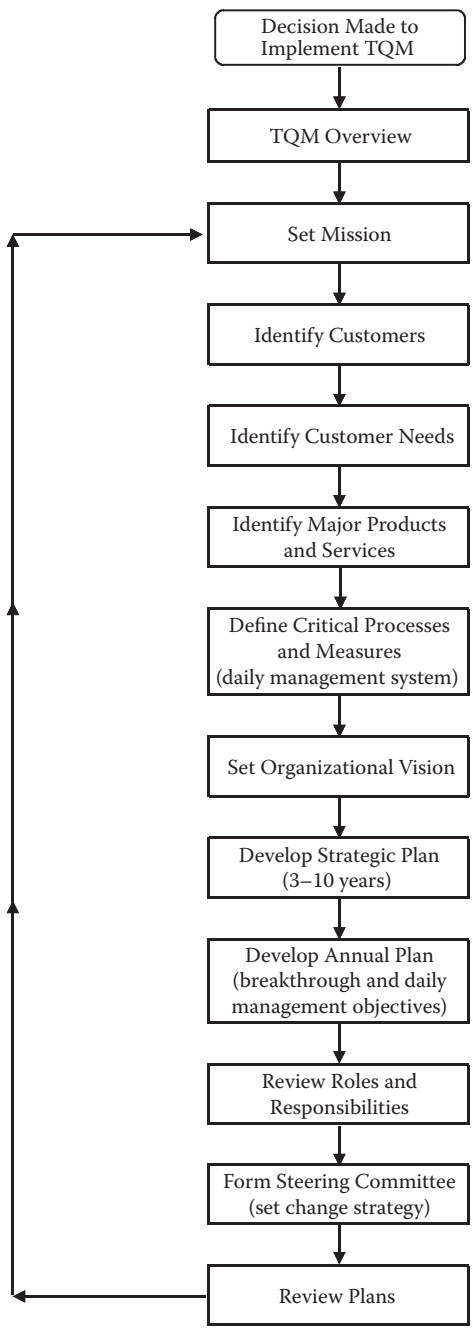 Decision Made to
Implement TQM
TQM Overview
Set Mission
Identify Customers
Identify Customer Needs
Identify Major Products
and Services
Define Critical Processes
and Measures
(daily management system)
Set Organizational Vision
Develop Strategic Plan
(3–10 years)
Develop Annual Plan
(breakthrough and daily
management objectives)
Review Roles and
Responsibilities
Form Steering Committee
(set change strategy)
Review Plans